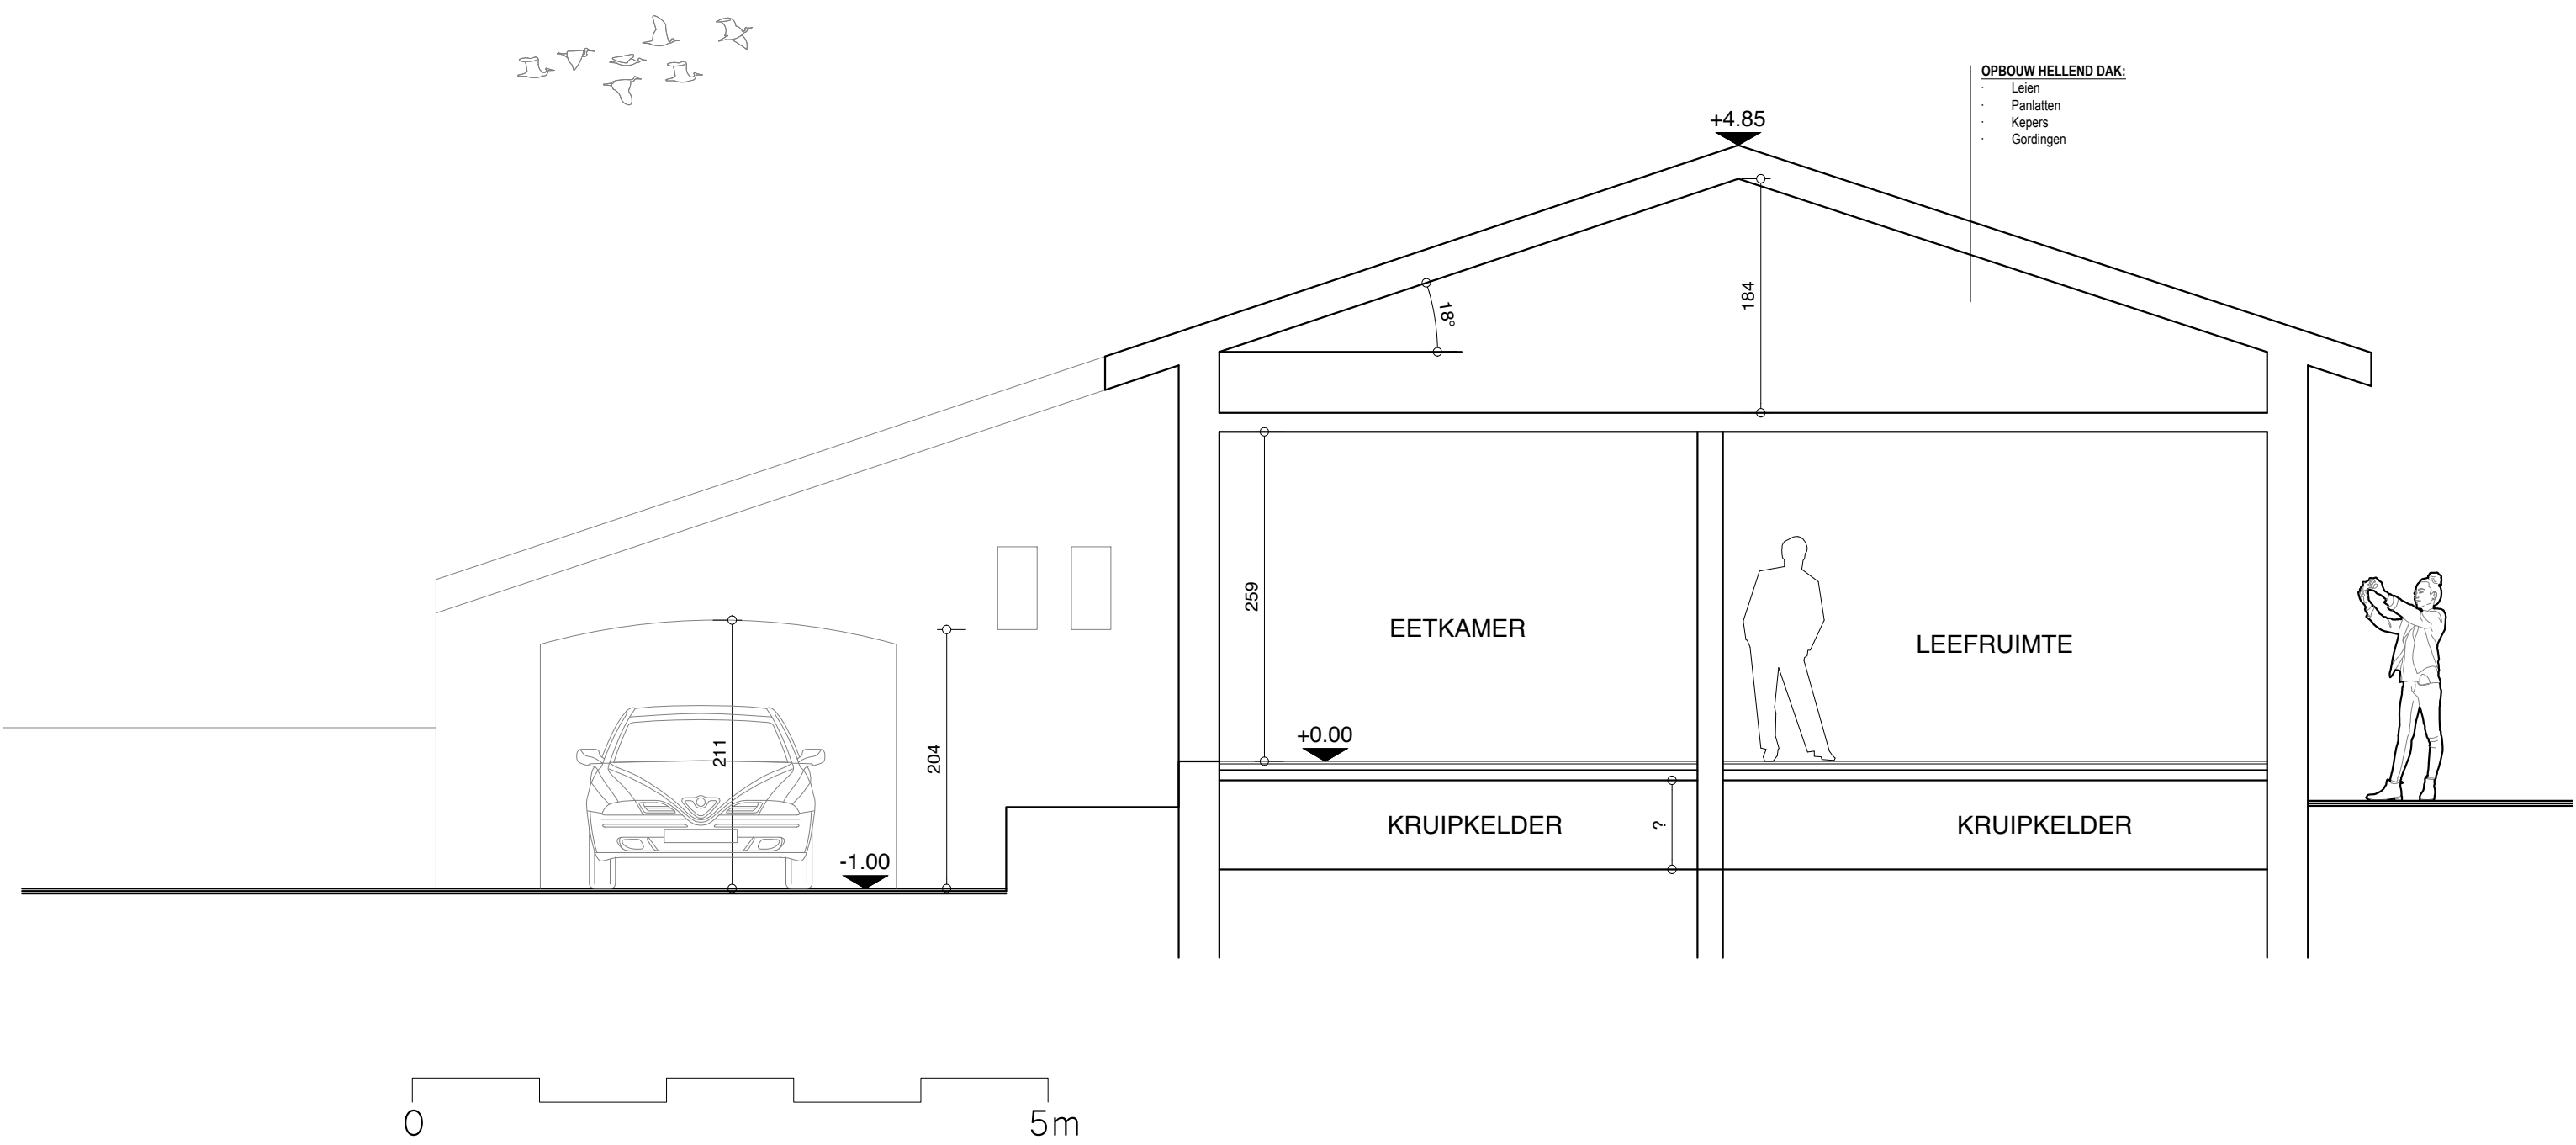 OPBOUW HELLEND DAK:
· Leien
· Panlatten
· Kepers
· Gordingen
+4.85
184
18°
259
EETKAMER
LEEFRUIMTE
+0.00
211
204
-1.00
KRUIPKELDER
?
KRUIPKELDER
0
5m